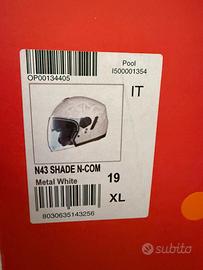 Pool
OP00134405
I500001354
IT
N43 SHADE N-COM
Metal White
19
XL
8030635143256
subito